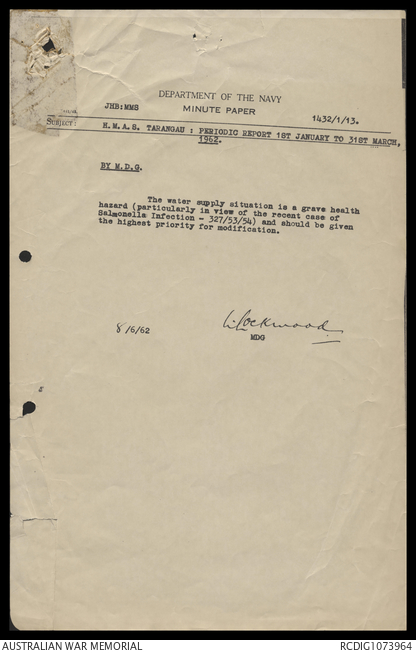 DEPARTMENT OF THE NAVY
JHB:MMS
MINUTE PAPER
1432/1/13.
SUBJECT: H.M.A.S. TARANGAU : PERIODIC REPORT 1ST JANUARY TO 31ST MARCH,
1962.
BY M.D.G.
The water supply situation is a grave health
hazard (particularly in view of the recent case of
Salmonella Infection - 327/53/54) and should be given
the highest priority for modification.
8/6/62
Lockwood
MDG
AUSTRALIAN WAR MEMORIAL
RCDIG1073964